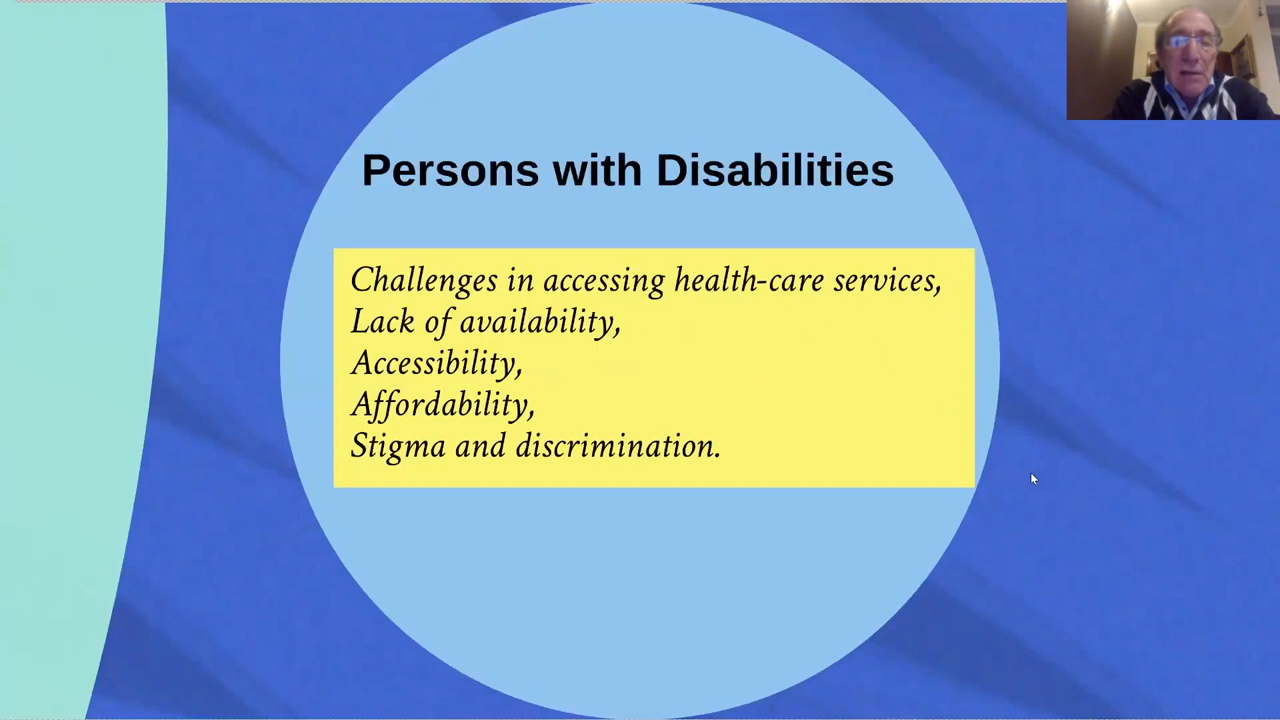 Persons with Disabilities
Challenges in accessing health-care services,
Lack of availability,
Accessibility,
Affordability,
Stigma and discrimination.